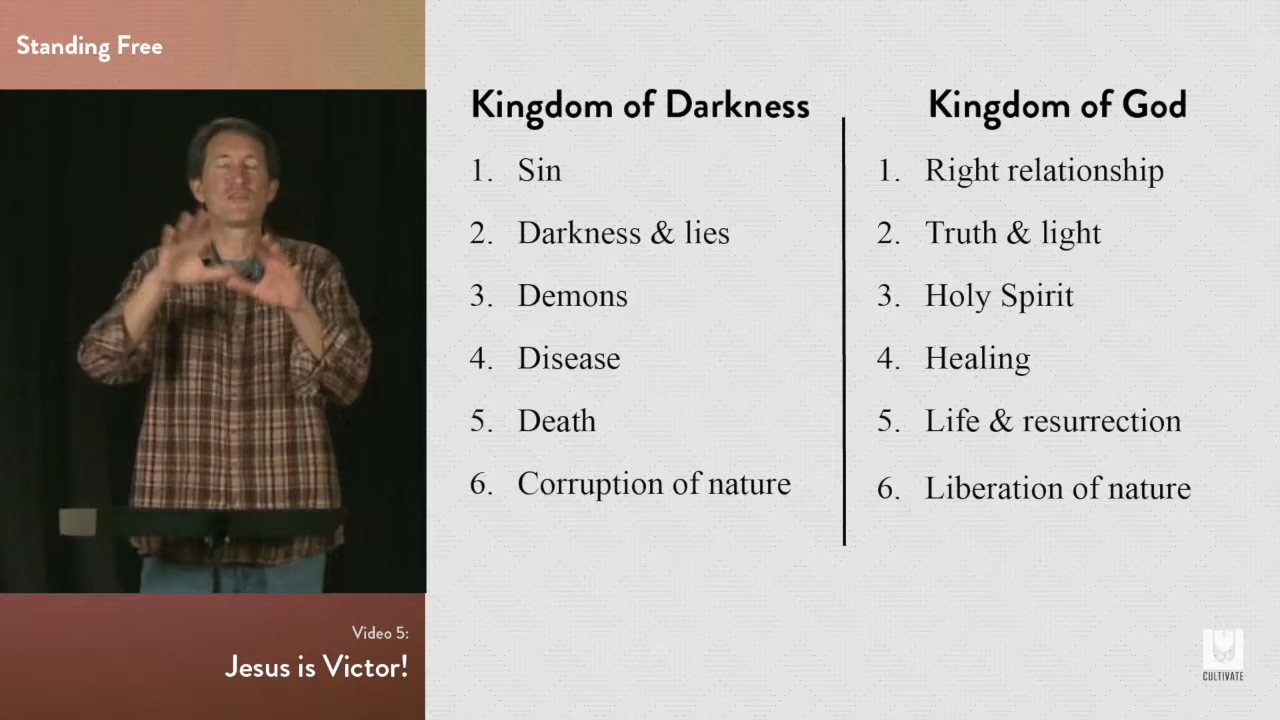 Standing Free
Kingdom of Darkness
1. Sin
2. Darkness & lies
3. Demons
4. Disease
5. Death
6. Corruption of nature
Kingdom of God
1. Right relationship
2. Truth & light
3. Holy Spirit
4. Healing
5. Life & resurrection
6. Liberation of nature
Video 5:
Jesus is Victor!
CULTIVATE